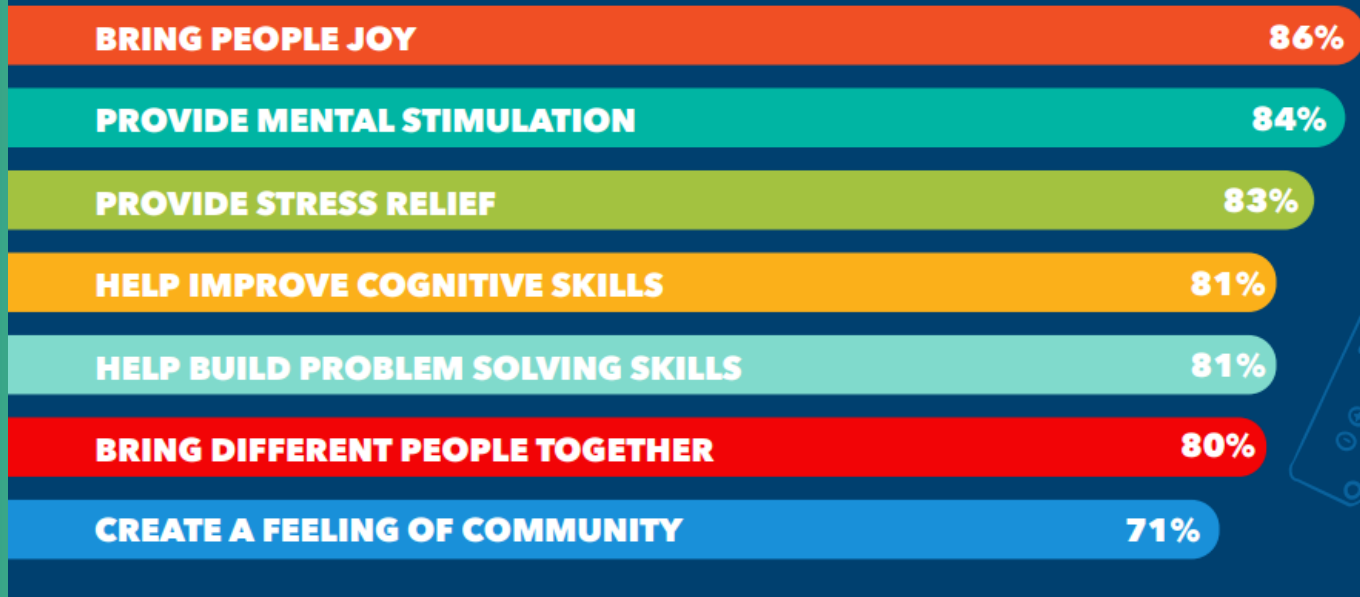 BRING PEOPLE JOY 86%
PROVIDE MENTAL STIMULATION 84%
PROVIDE STRESS RELIEF 83%
HELP IMPROVE COGNITIVE SKILLS 81%
HELP BUILD PROBLEM SOLVING SKILLS 81%
BRING DIFFERENT PEOPLE TOGETHER 80%
CREATE A FEELING OF COMMUNITY 71%